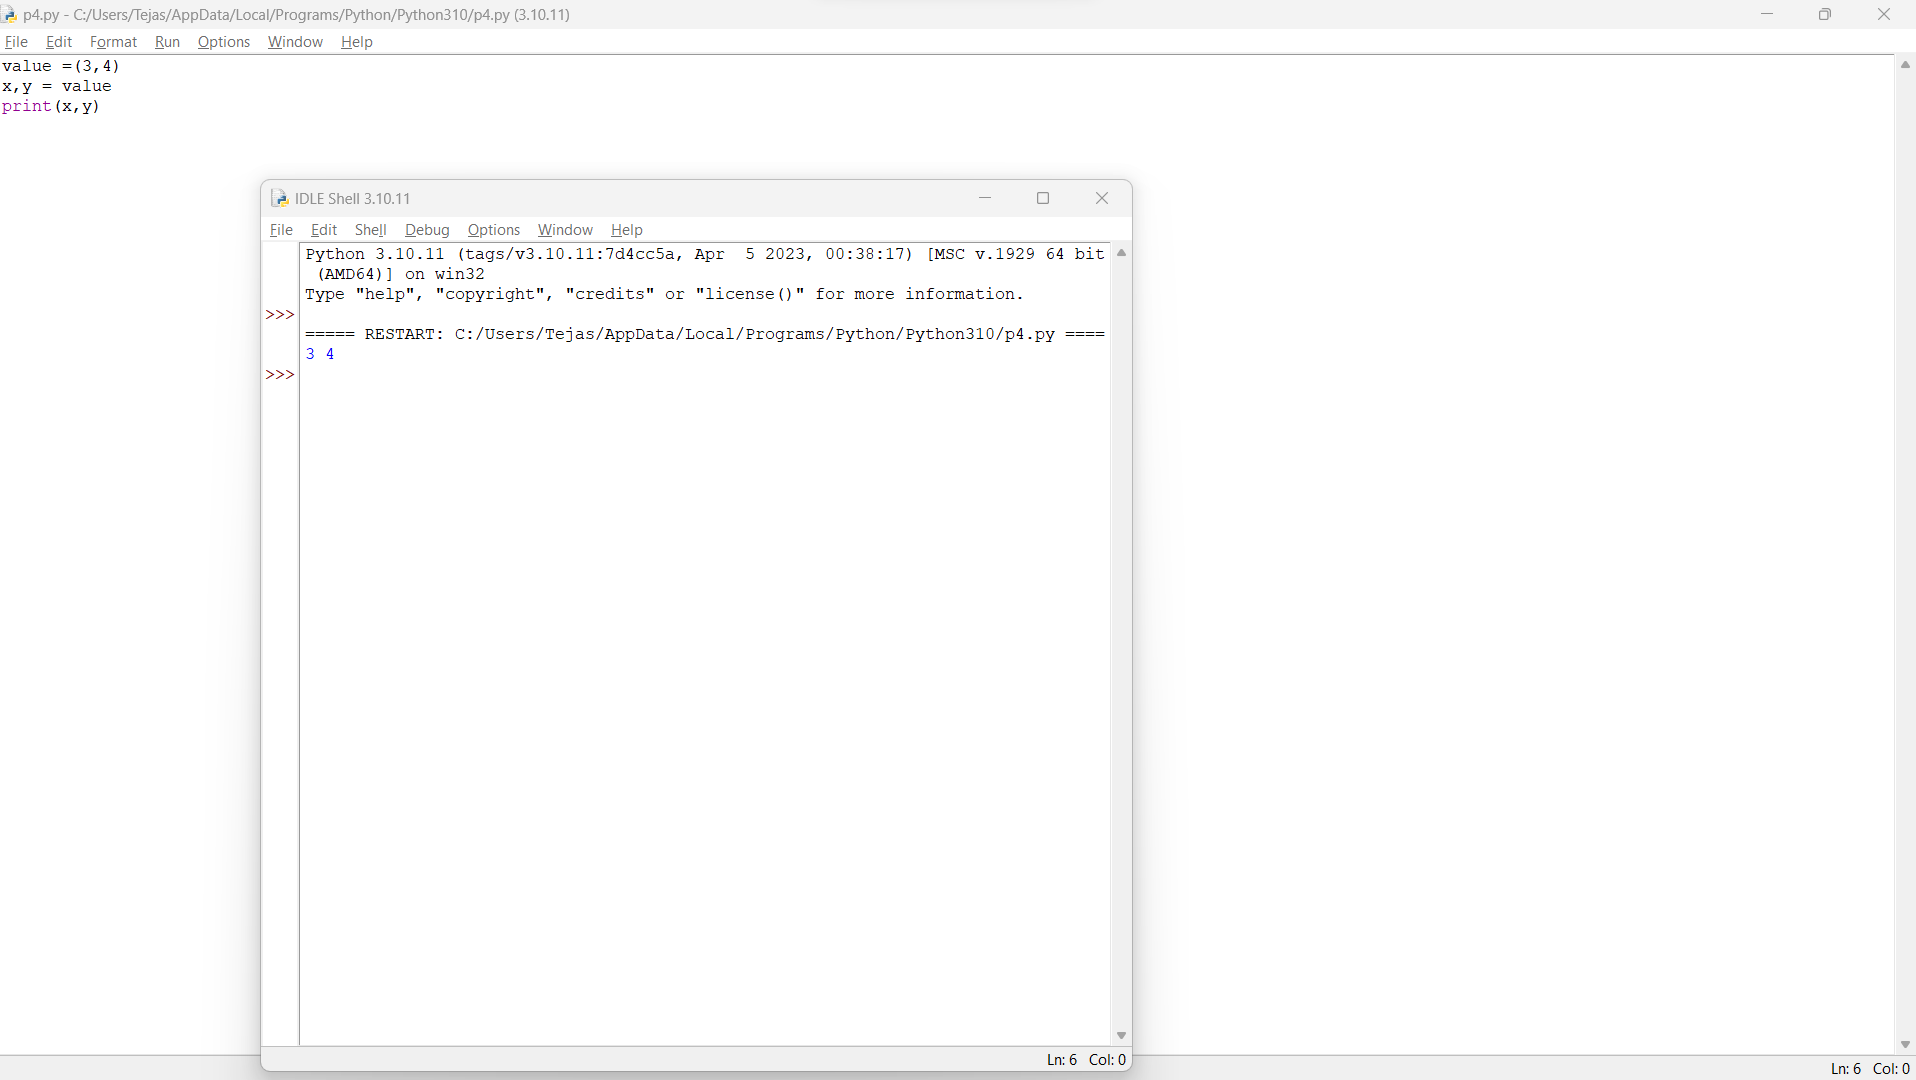 p4.py - C:/Users/Tejas/AppData/Local/Programs/Python/Python310/p4.py (3.10.11)
File Edit Format Run Options Window Help
value =(3,4)
x,y = value
print(x,y)
IDLE Shell 3.10.11
File Edit Shell Debug Options Window Help
Python 3.10.11 (tags/v3.10.11:7d4cc5a, Apr  5 2023, 00:38:17) [MSC v.1929 64 bit
 (AMD64)] on win32
Type "help", "copyright", "credits" or "license()" for more information.
>>>
===== RESTART: C:/Users/Tejas/AppData/Local/Programs/Python/Python310/p4.py ====
3 4
>>>
Ln: 6 Col: 0
Ln: 6 Col: 0